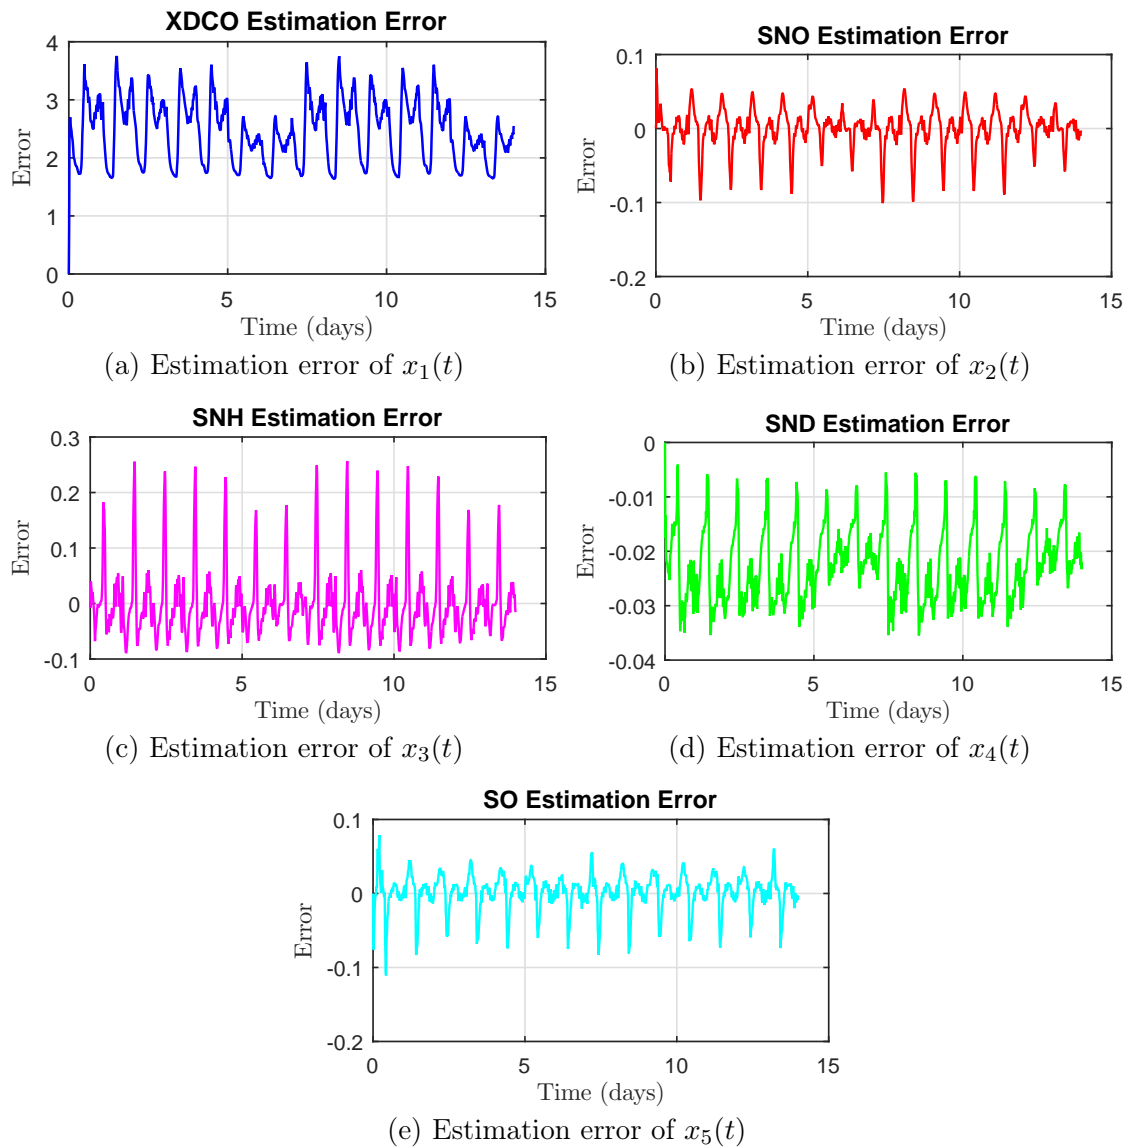 XDCO Estimation Error
4
3
2
1
0
Error
0 5 10 15
Time (days)
(a) Estimation error of x₁(t)
SNO Estimation Error
0.1
0
-0.1
-0.2
Error
0 5 10 15
Time (days)
(b) Estimation error of x₂(t)
SNH Estimation Error
0.3
0.2
0.1
0
-0.1
Error
0 5 10 15
Time (days)
(c) Estimation error of x₃(t)
SND Estimation Error
0
-0.01
-0.02
-0.03
-0.04
Error
0 5 10 15
Time (days)
(d) Estimation error of x₄(t)
SO Estimation Error
0.1
0
-0.1
-0.2
Error
0 5 10 15
Time (days)
(e) Estimation error of x₅(t)